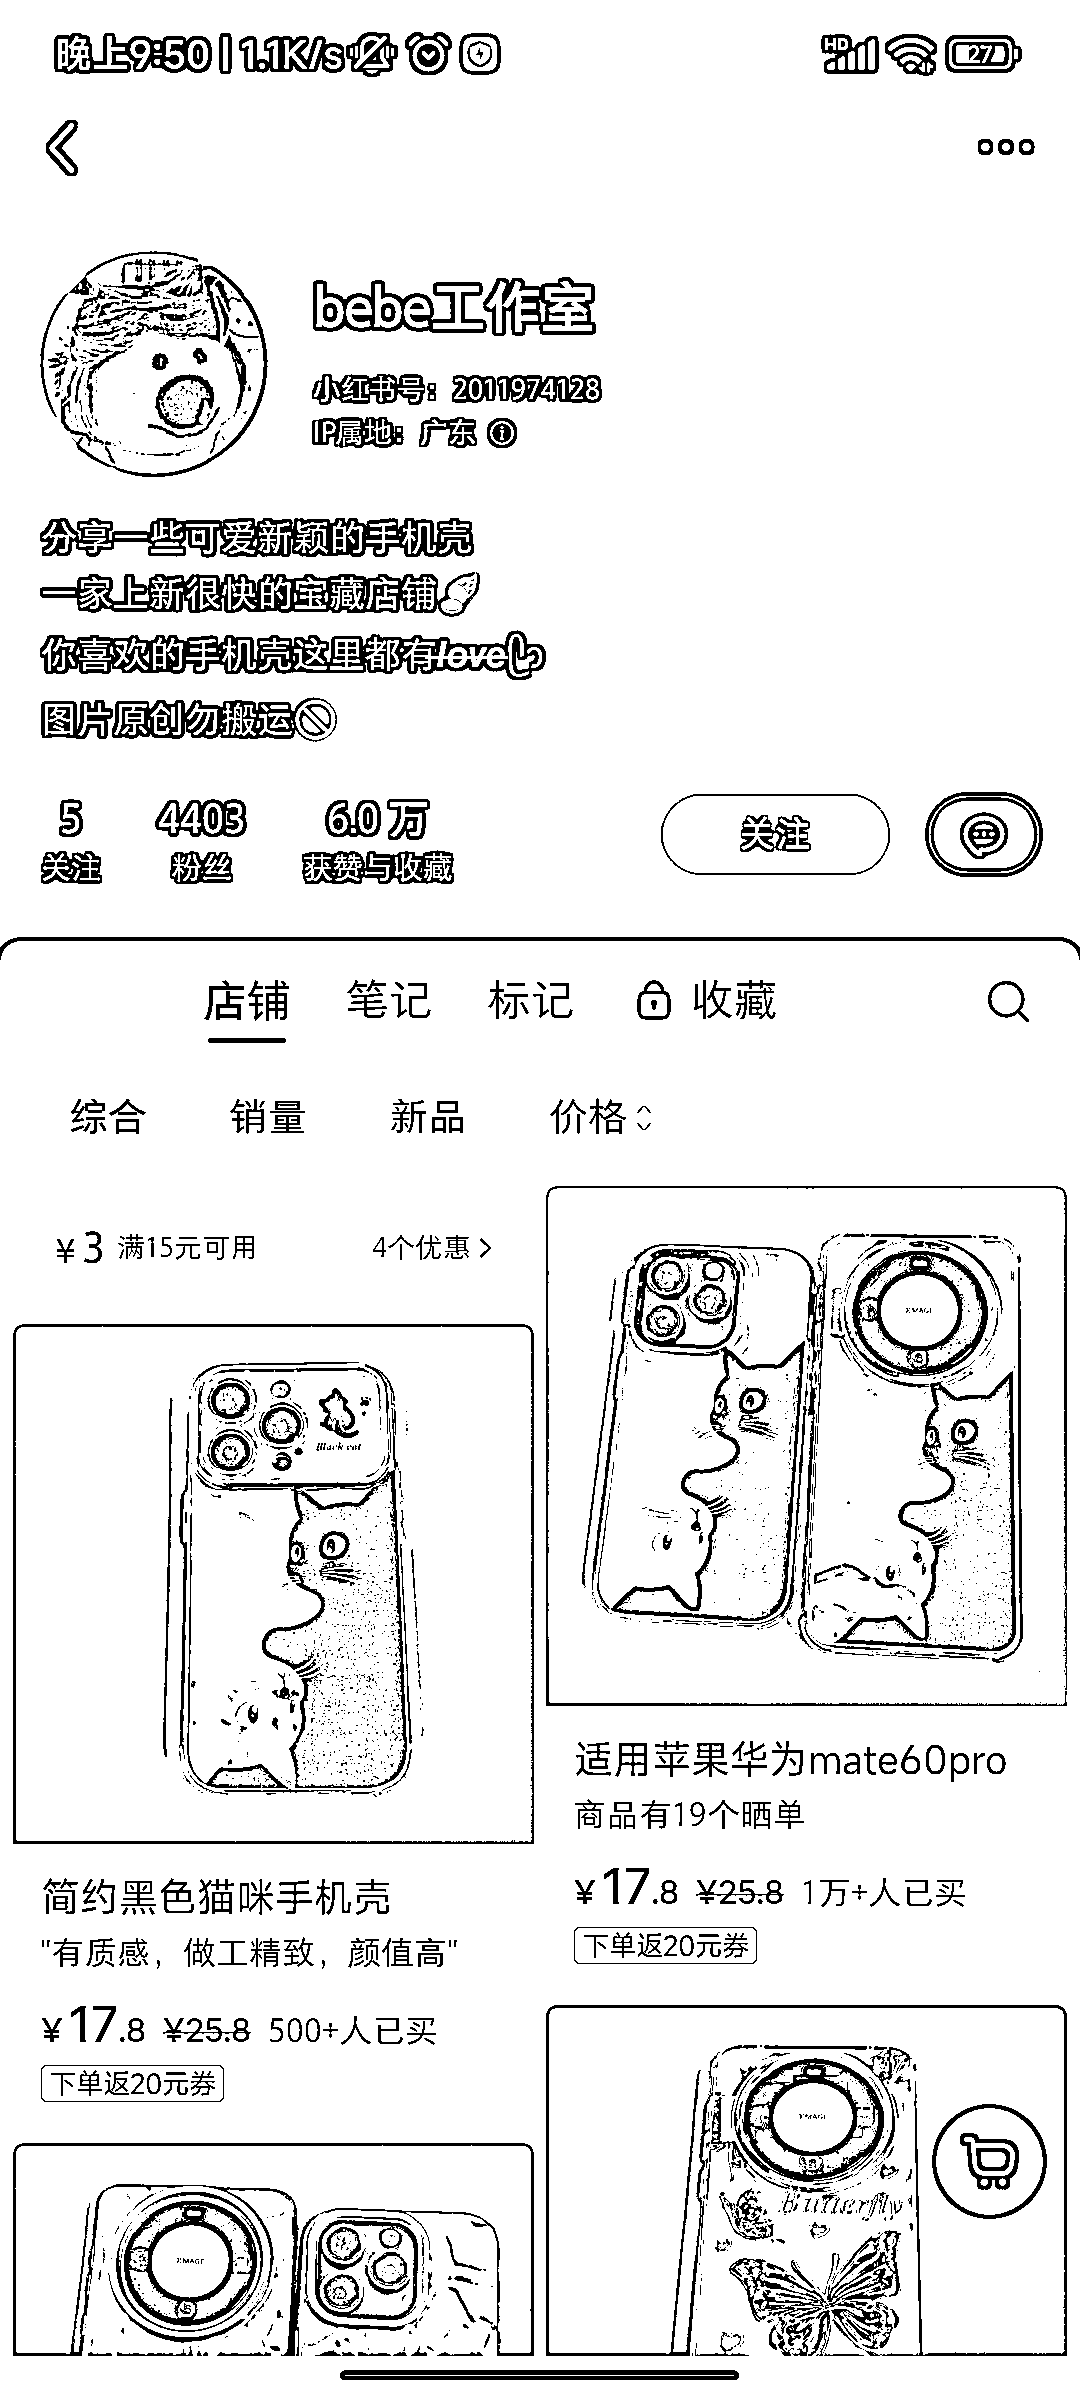 晚上9:50 | 1.1K/s
HD
27
bebe工作室
小红书号：2011974128
IP属地：广东
分享一些可爱新颖的手机壳
一家上新很快的宝藏店铺
你喜欢的手机壳这里都有love
图片原创勿搬运
5 关注
4403 粉丝
6.0 万 获赞与收藏
关注
店铺 笔记 标记 收藏
综合 销量 新品 价格
¥3 满15元可用 4个优惠
Black cat
XMAGE
简约黑色猫咪手机壳
"有质感，做工精致，颜值高"
¥17.8 ¥25.8 500+人已买
下单返20元券
适用苹果华为mate60pro
商品有19个晒单
¥17.8 ¥25.8 1万+人已买
下单返20元券
XMAGE
XMAGE
Butterfly